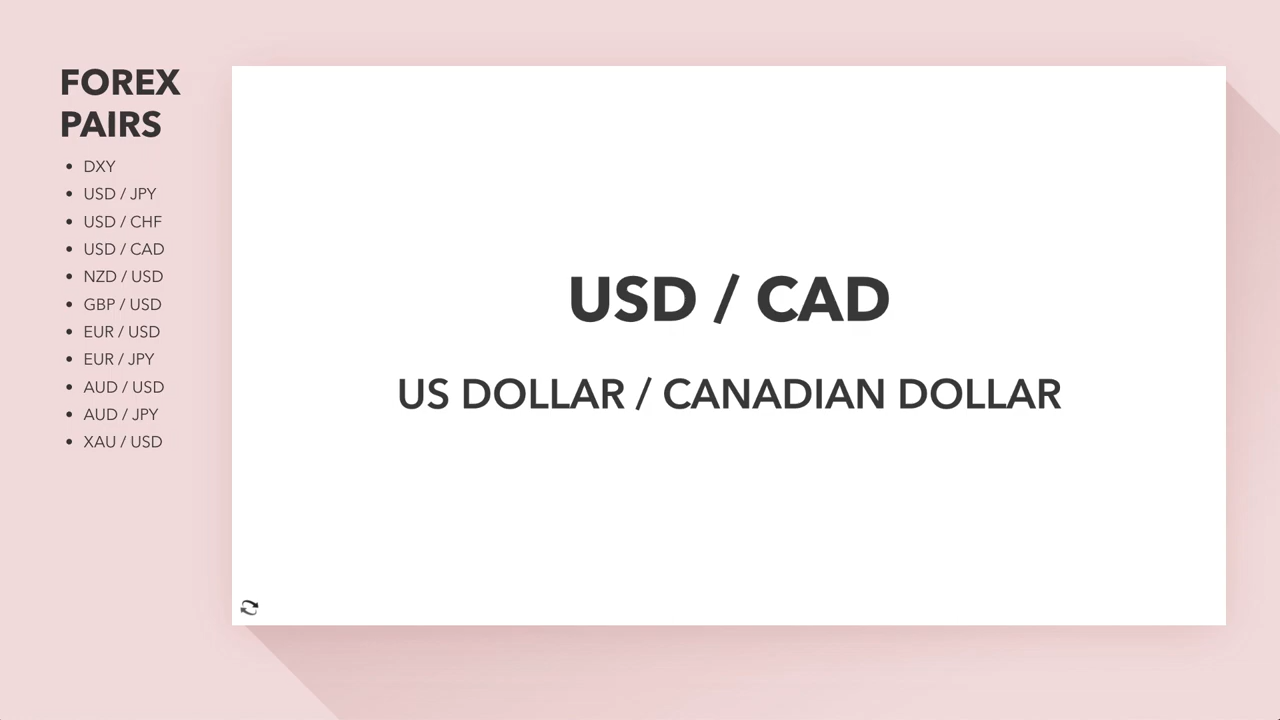 FOREX
PAIRS
DXY
USD / JPY
USD / CHF
USD / CAD
NZD / USD
GBP / USD
EUR / USD
EUR / JPY
AUD / USD
AUD / JPY
XAU / USD
USD / CAD
US DOLLAR / CANADIAN DOLLAR